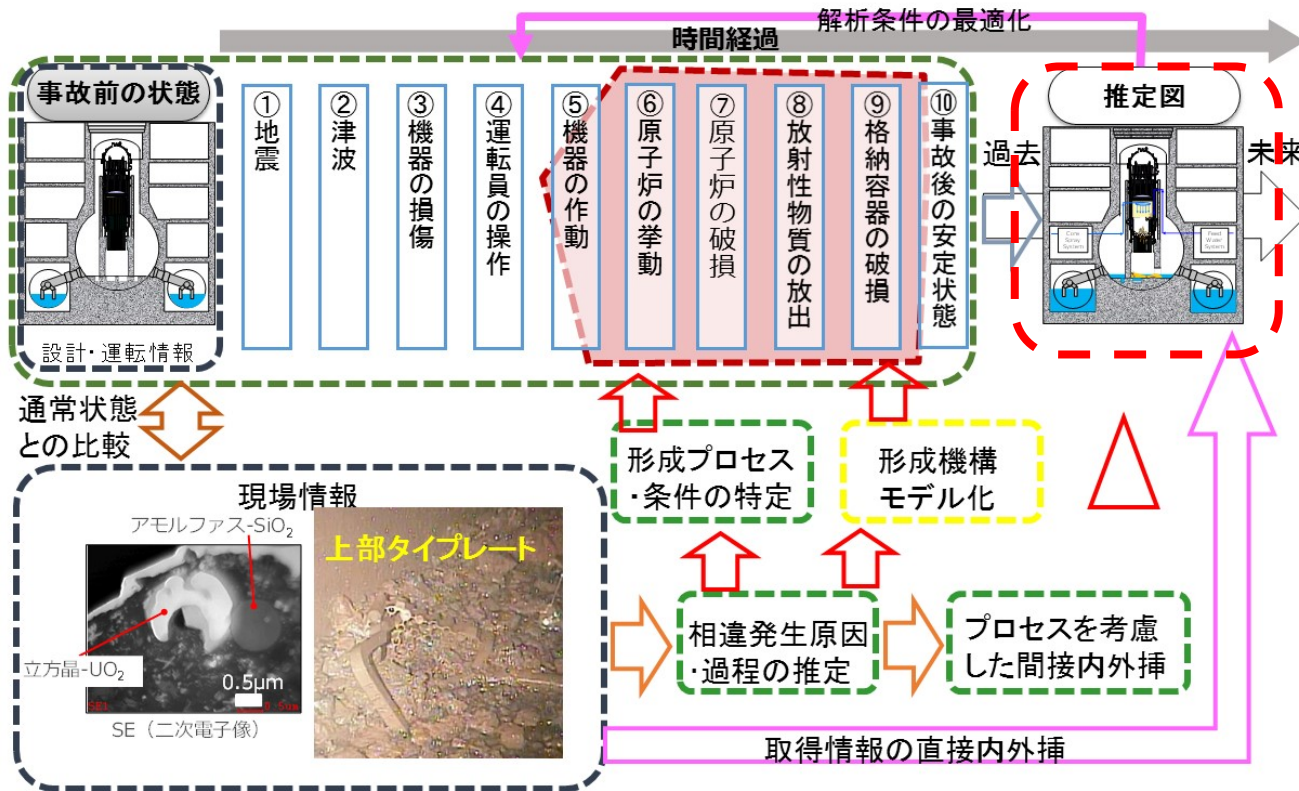 解析条件の最適化
時間経過
事故前の状態
①地震
②津波
③機器の損傷
④運転員の操作
⑤機器の作動
⑥原子炉の挙動
⑦原子炉の破損
⑧放射性物質の放出
⑨格納容器の破損
⑩事故後の安定状態
推定図
過去
未来
Core
Spray
System
Feed
Water
System
設計・運転情報
通常状態
との比較
形成プロセス
・条件の特定
形成機構
モデル化
現場情報
アモルファス-SiO₂
上部タイプレート
立方晶-UO₂
0.5μm
SE1
0.5um
SE（二次電子像）
相違発生原因
・過程の推定
プロセスを考慮
した間接内外挿
取得情報の直接内外挿